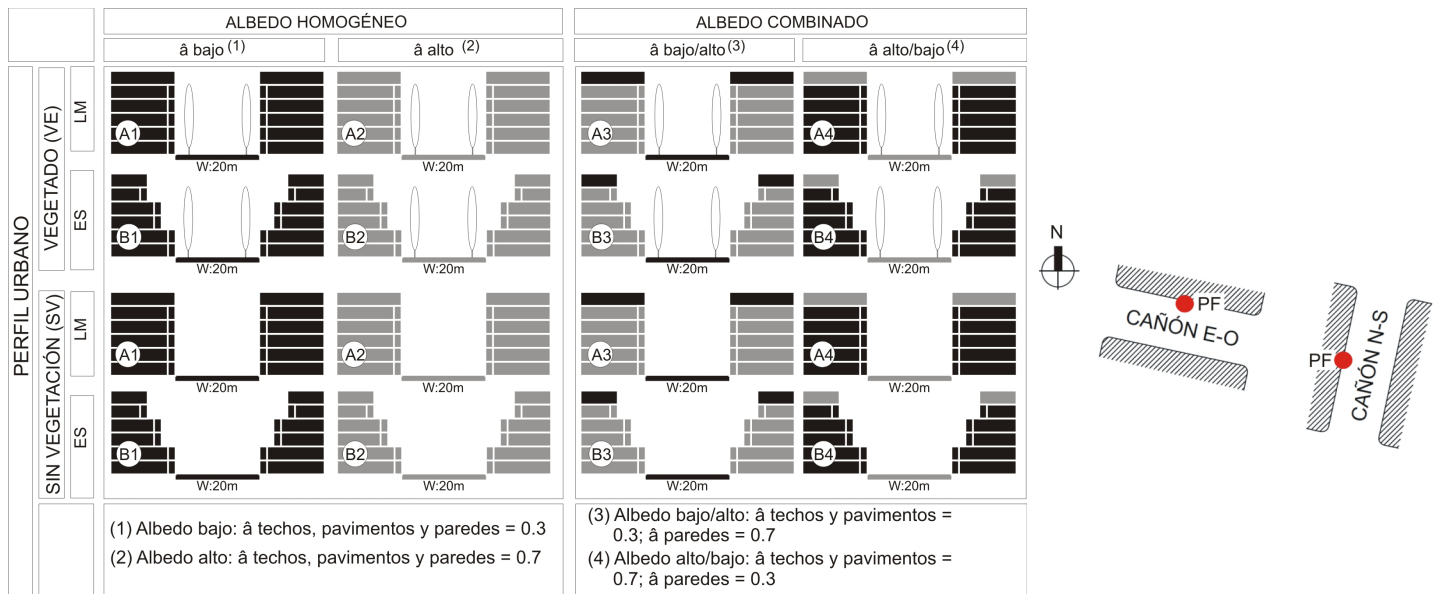 ALBEDO HOMOGÉNEO
ALBEDO COMBINADO
â bajo (1)
â alto (2)
â bajo/alto (3)
â alto/bajo (4)
PERFIL URBANO
VEGETADO (VE)
LM
A1
W:20m
A2
W:20m
A3
W:20m
A4
W:20m
ES
B1
W:20m
B2
W:20m
B3
W:20m
B4
W:20m
SIN VEGETACIÓN (SV)
LM
A1
W:20m
A2
W:20m
A3
W:20m
A4
W:20m
ES
B1
W:20m
B2
W:20m
B3
W:20m
B4
W:20m
(1) Albedo bajo: â techos, pavimentos y paredes = 0.3
(2) Albedo alto: â techos, pavimentos y paredes = 0.7
(3) Albedo bajo/alto: â techos y pavimentos =
0.3; â paredes = 0.7
(4) Albedo alto/bajo: â techos y pavimentos =
0.7; â paredes = 0.3
N
PF
CAÑÓN E-O
PF
CAÑÓN N-S